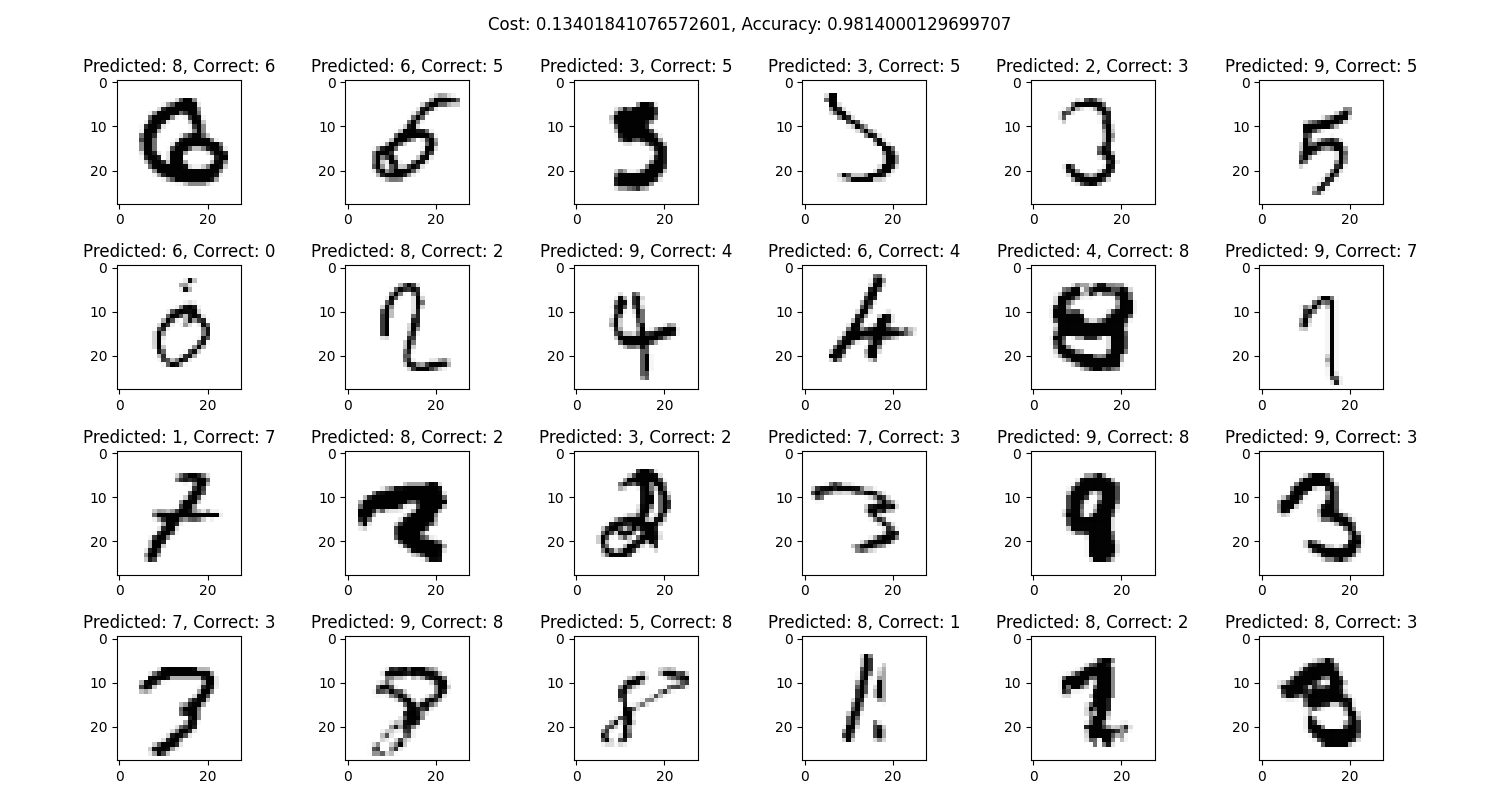 Cost: 0.13401841076572601, Accuracy: 0.9814000129699707
Predicted: 8, Correct: 6
Predicted: 6, Correct: 5
Predicted: 3, Correct: 5
Predicted: 3, Correct: 5
Predicted: 2, Correct: 3
Predicted: 9, Correct: 5
0 0 0 0 0 0
10 10 10 10 10 10
20 20 20 20 20 20
0 20 0 20 0 20 0 20 0 20 0 20
Predicted: 6, Correct: 0
Predicted: 8, Correct: 2
Predicted: 9, Correct: 4
Predicted: 6, Correct: 4
Predicted: 4, Correct: 8
Predicted: 9, Correct: 7
0 0 0 0 0 0
10 10 10 10 10 10
20 20 20 20 20 20
0 20 0 20 0 20 0 20 0 20 0 20
Predicted: 1, Correct: 7
Predicted: 8, Correct: 2
Predicted: 3, Correct: 2
Predicted: 7, Correct: 3
Predicted: 9, Correct: 8
Predicted: 9, Correct: 3
0 0 0 0 0 0
10 10 10 10 10 10
20 20 20 20 20 20
0 20 0 20 0 20 0 20 0 20 0 20
Predicted: 7, Correct: 3
Predicted: 9, Correct: 8
Predicted: 5, Correct: 8
Predicted: 8, Correct: 1
Predicted: 8, Correct: 2
Predicted: 8, Correct: 3
0 0 0 0 0 0
10 10 10 10 10 10
20 20 20 20 20 20
0 20 0 20 0 20 0 20 0 20 0 20